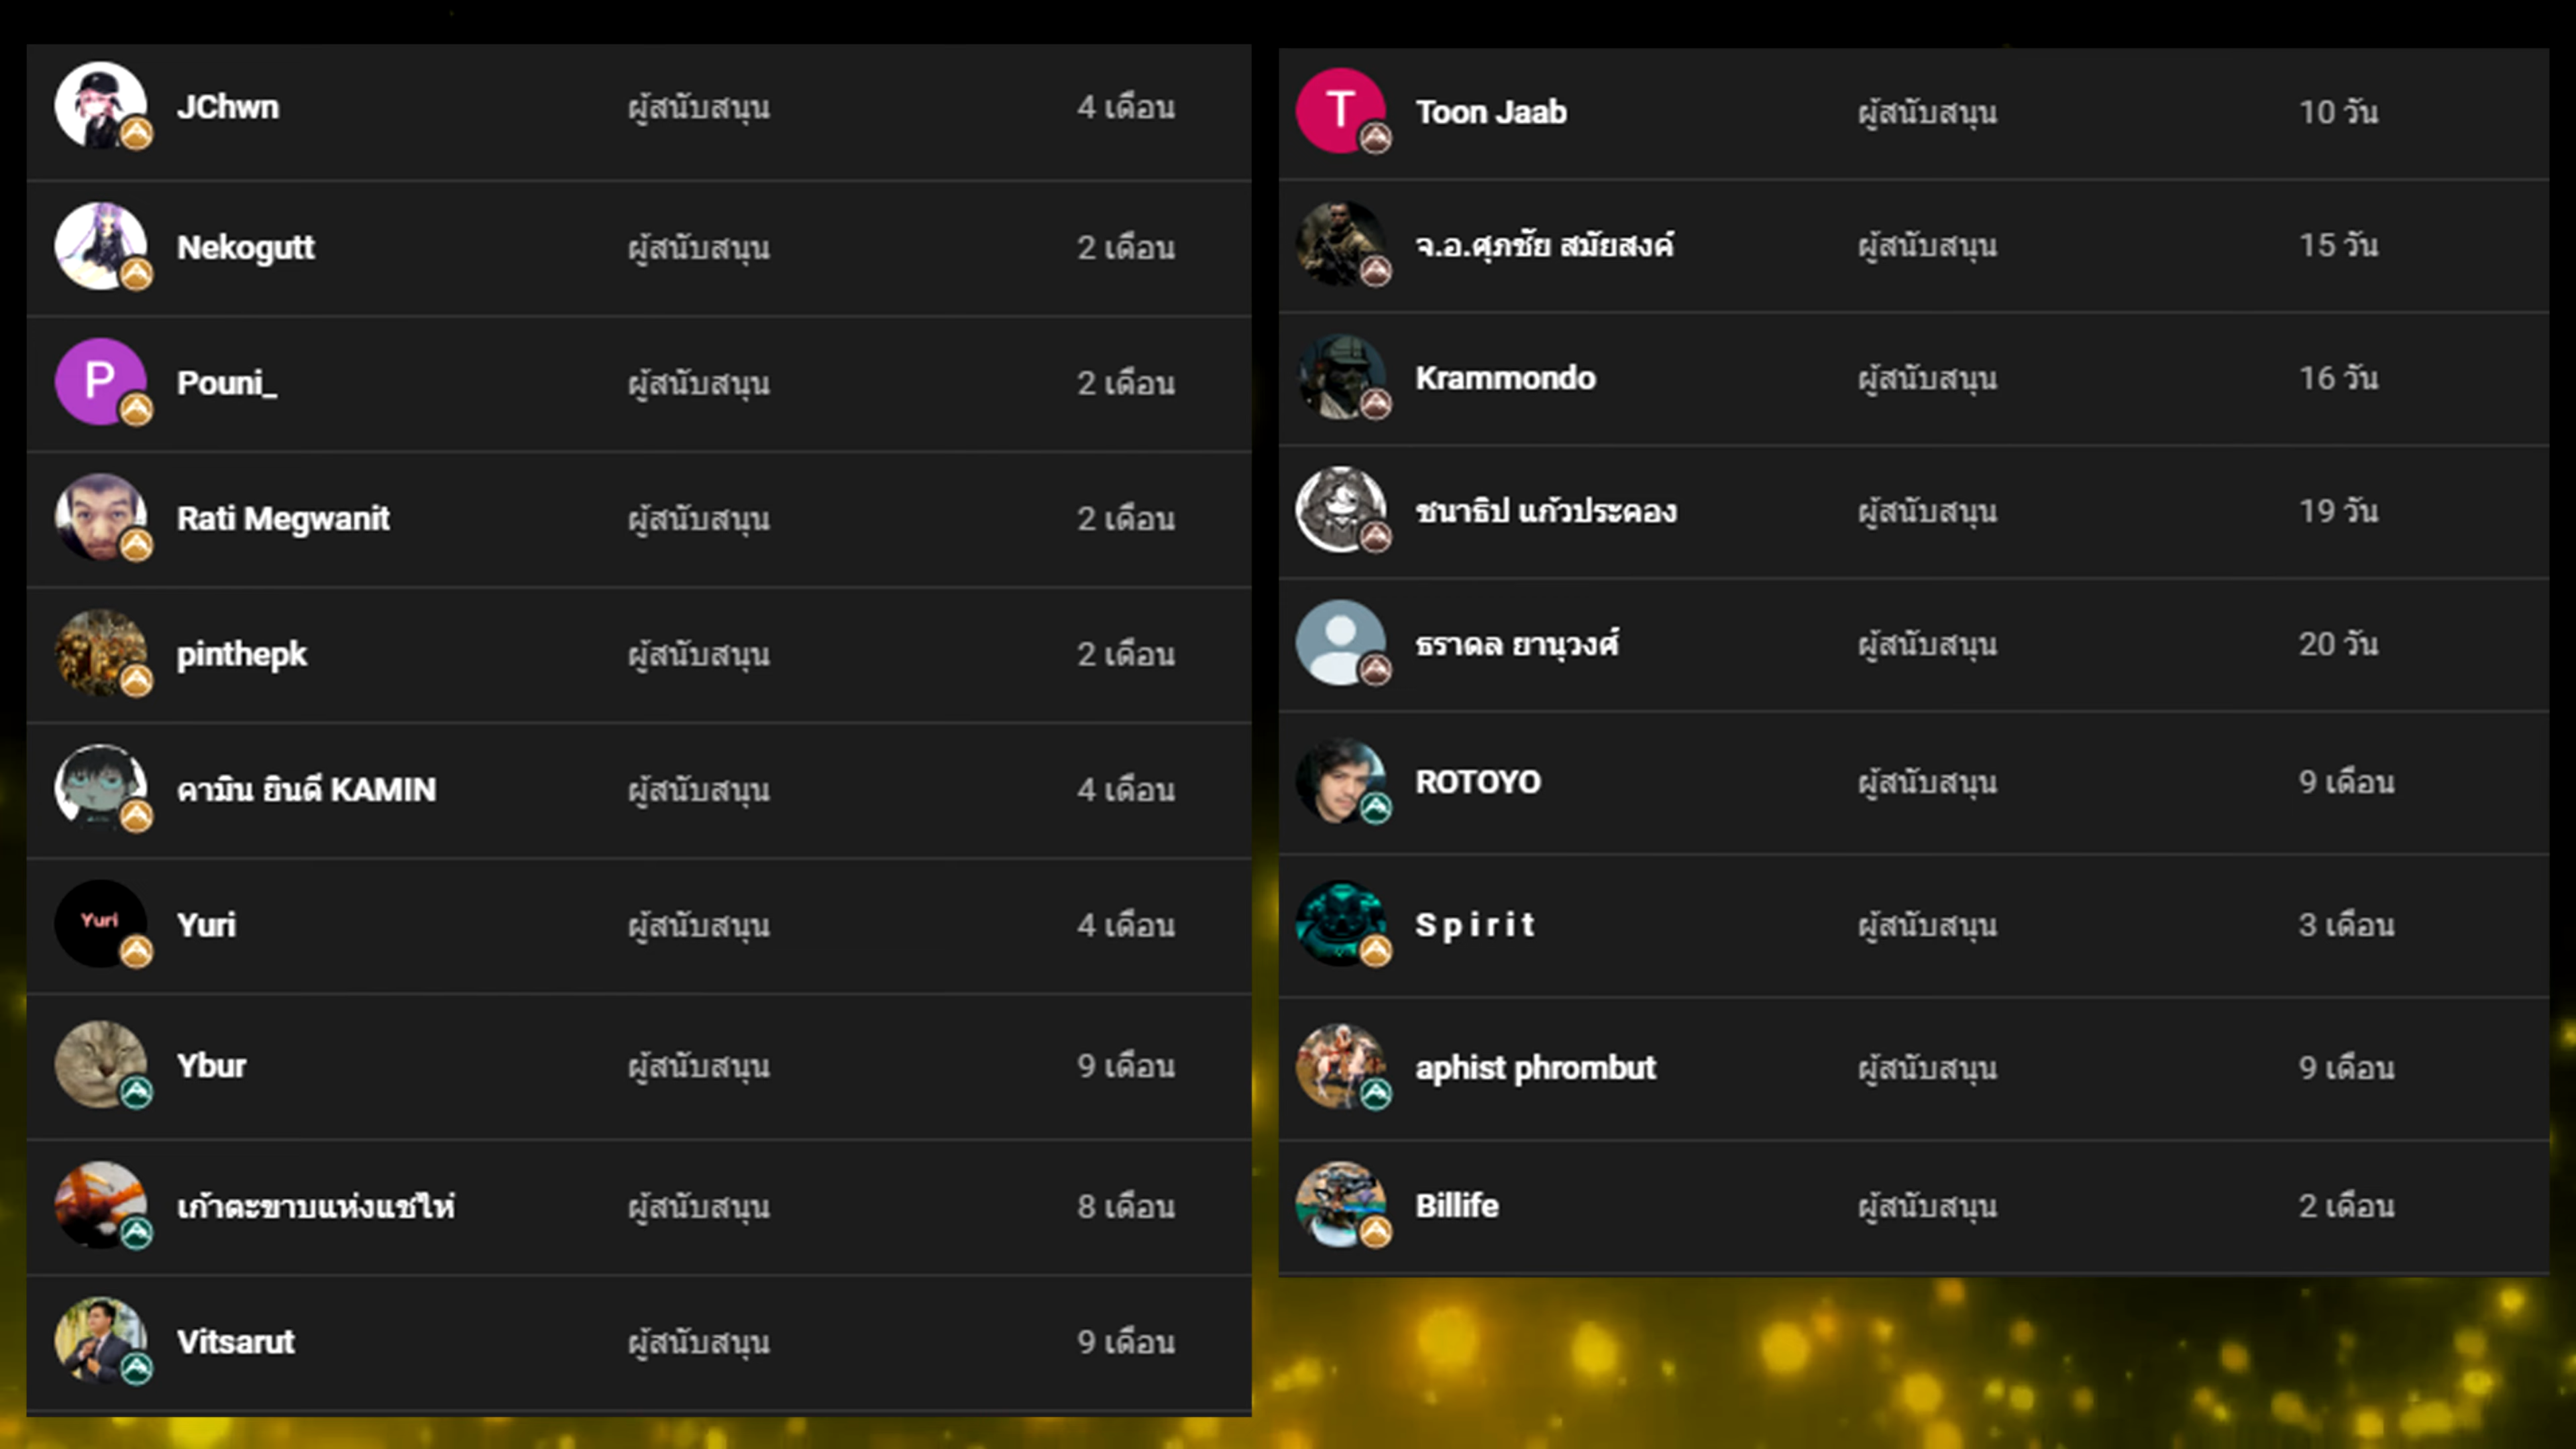 JChwn ผู้สนับสนุน 4 เดือน
Nekogutt ผู้สนับสนุน 2 เดือน
P Pouni_ ผู้สนับสนุน 2 เดือน
Rati Megwanit ผู้สนับสนุน 2 เดือน
pinthepk ผู้สนับสนุน 2 เดือน
คามิน ยินดี KAMIN ผู้สนับสนุน 4 เดือน
Yuri Yuri ผู้สนับสนุน 4 เดือน
Ybur ผู้สนับสนุน 9 เดือน
เก้าตะขาบแห่งแซ่ไห่ ผู้สนับสนุน 8 เดือน
Vitsarut ผู้สนับสนุน 9 เดือน
T Toon Jaab ผู้สนับสนุน 10 วัน
จ.อ.ศุภชัย สมัยสงค์ ผู้สนับสนุน 15 วัน
Krammondo ผู้สนับสนุน 16 วัน
ชนาธิป แก้วประคอง ผู้สนับสนุน 19 วัน
ธราดล ยานุวงศ์ ผู้สนับสนุน 20 วัน
ROTOYO ผู้สนับสนุน 9 เดือน
S p i r i t ผู้สนับสนุน 3 เดือน
aphist phrombut ผู้สนับสนุน 9 เดือน
Billife ผู้สนับสนุน 2 เดือน